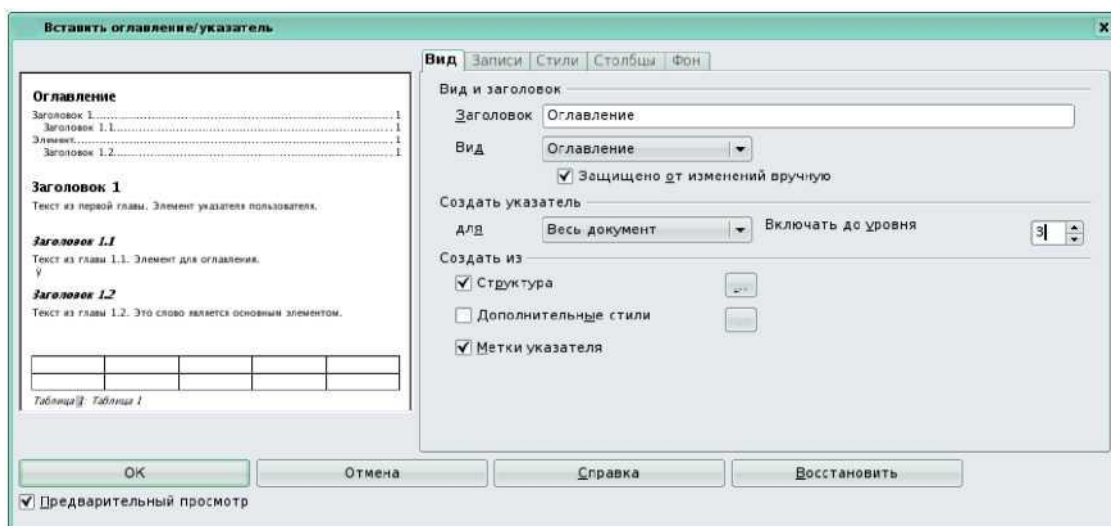 Вставить оглавление/указатель
Оглавление
Заголовок 1 1
Заголовок 1.1 1
Элемент 1
Заголовок 1.2 1
Заголовок 1
Текст из первой главы. Элемент указателя пользователя.
Заголовок 1.1
Текст из главы 1.1. Элемент для оглавления.
Заголовок 1.2
Текст из главы 1.2. Это слово является основным элементом.
Таблица 1: Таблица 1
Вид Записи Стили Столбцы Фон
Вид и заголовок
Заголовок Оглавление
Вид Оглавление
Защищено от изменений вручную
Создать указатель
для Весь документ Включать до уровня 3
Создать из
Структура ...
Дополнительные стили
Метки указателя
OK Отмена Справка Восстановить
Предварительный просмотр